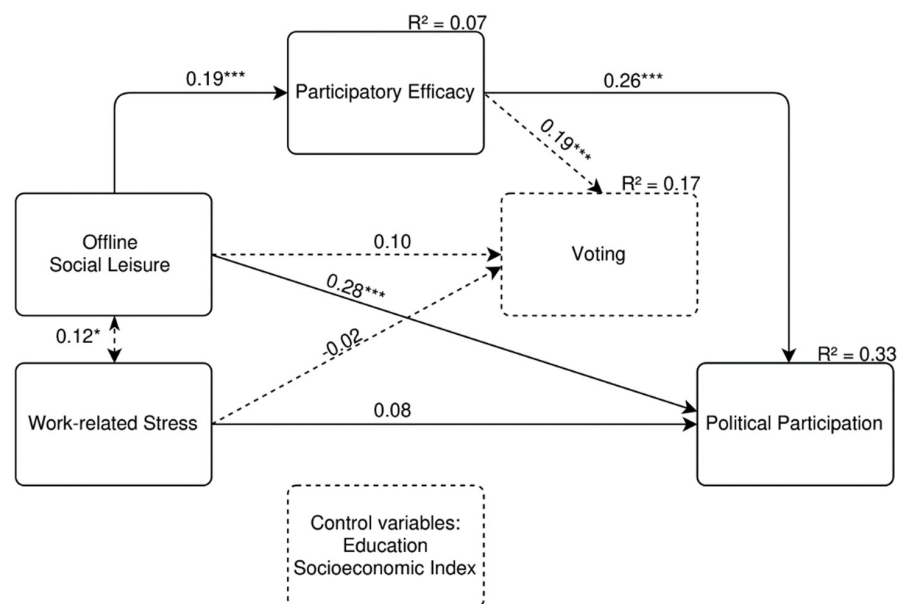 R² = 0.07
0.19***
Participatory Efficacy
0.26***
0.19***
R² = 0.17
Offline
Social Leisure
0.10
Voting
0.28***
0.12*
-0.02
R² = 0.33
Work-related Stress
0.08
Political Participation
Control variables:
Education
Socioeconomic Index